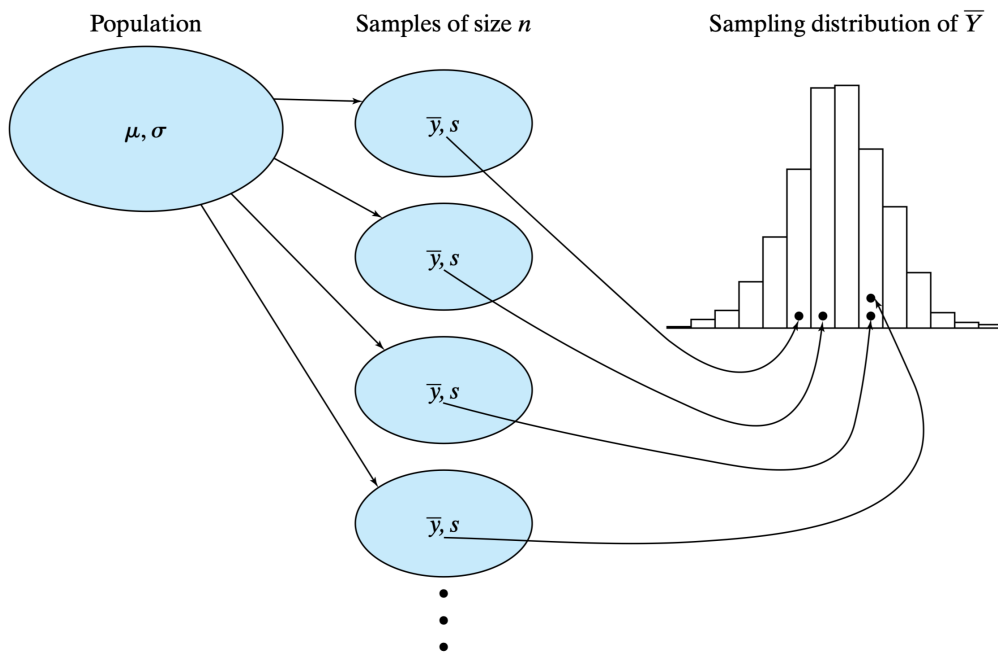 Population
Samples of size n
Sampling distribution of Y̅
μ, σ
y̅, s
y̅, s
y̅, s
y̅, s